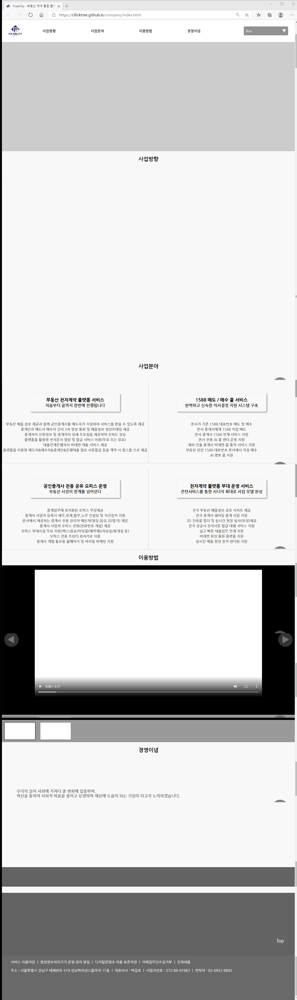 Fixability - 부동산 계약 통합 플랫
https://cl0cktree.github.io/company/index.html
FIX ABILITY
사업방향
사업분야
이용방법
경영이념
Kor
사업방향
사업분야
부동산 전자계약 플랫폼 서비스
처음부터 끝까지 한번에 진행됩니다
부동산 매물 정보 제공과 함께 공인중개사를 매도자가 지정하여 서비스를 받을 수 있도록 제공
중개인과 매도자 매수자 간의 3자 영상 통화 및 매물정보 영상프레임 제공
중개자의 신원정보 및 중개자의 상세 프로필을 제공하여 신뢰도 상승
플랫폼을 활용한 전자문서 열람 및 발급 서비스 이용(무료 또는 유료)
대출연계은행과의 비대면 대출 서비스 제공
플랫폼을 이용한 매도자&매수자&중개인&은행대출 필요 서류발급 등을 계약 시 원스톱 으로 제공
1588 매도 / 매수 콜 서비스
완벽하고 신속한 의사결정 지원 시스템 구축
본사가 기존 1588 대표번호 매도 및 매수
본사 중개사에게 1588 직접 매도
본사 중개사 1588 연계 서비스 지원
본사 전용 AI 콜 센터 운영 지원
해외 진출 중개사 비대면 콜 통역 서비스 지원
부동산 관련 1588 대표번호 본사에서 직접 매수
AI 챗봇 콜 지원
공인중개사 전용 공유 오피스 운영
부동산 시장의 한계를 넘어선다
중개업무에 최적화된 오피스 무상제공
중개사 사업자 등록시 세무,회계,법무,노무 컨설팅 및 직간접적 지원
본사에서 제공하는 중개사 전용 관리자 메신져(영상,음성,3D빌더) 제공
중개사 사업자 오피스 전화(전화번호 개설) 제공
오피스 부대시설 무료 이용(팩스/음료/미팅룸(예약제)/자료실/휴게실 등)
오피스 전용 프린터 최저가로 이용
중개사 개별 홍보용 홈페이지 및 바이럴 마케팅 지원
전자계약 플랫폼 부대 운영 서비스
관련서비스를 통한 시너지 확대로 사업 모델 완성
전국 부동산 매물정보 공유 사이트 제공
전국 중개사 쉐어링 중개 사업 지원
3D 건축물 빌더 및 실시간 현장 실사(위성)제공
전국 관공서 전자서류 발급 대행 서비스 지원
쉽고 빠른 대출업무 연계 지원
비대면 화상 통화 플랫폼 지원
실시간 매물 현장 원격 렌더링 지원
이용방법
0:00 / 3:17
경영이념
우리의 일이 사회에 가져다 줄 변화에 집중하여,
혁신을 통하여 사회적 비용을 줄이고 상생하며 세상에 도움이 되는 기업이 되고자 노력하겠습니다.
Top
서비스 이용약관 | 영상정보처리기기 운영·관리 방침 | 디지털콘텐츠 이용 표준약관 | 이메일무단수집거부 | 인재채용
주소 : 서울특별시 강남구 테헤란로 419 강남파이낸스플라자 17층 | 대표이사 : 박길호 | 사업자번호 : 572-86-01963 | 연락처 : 02-6952-8892